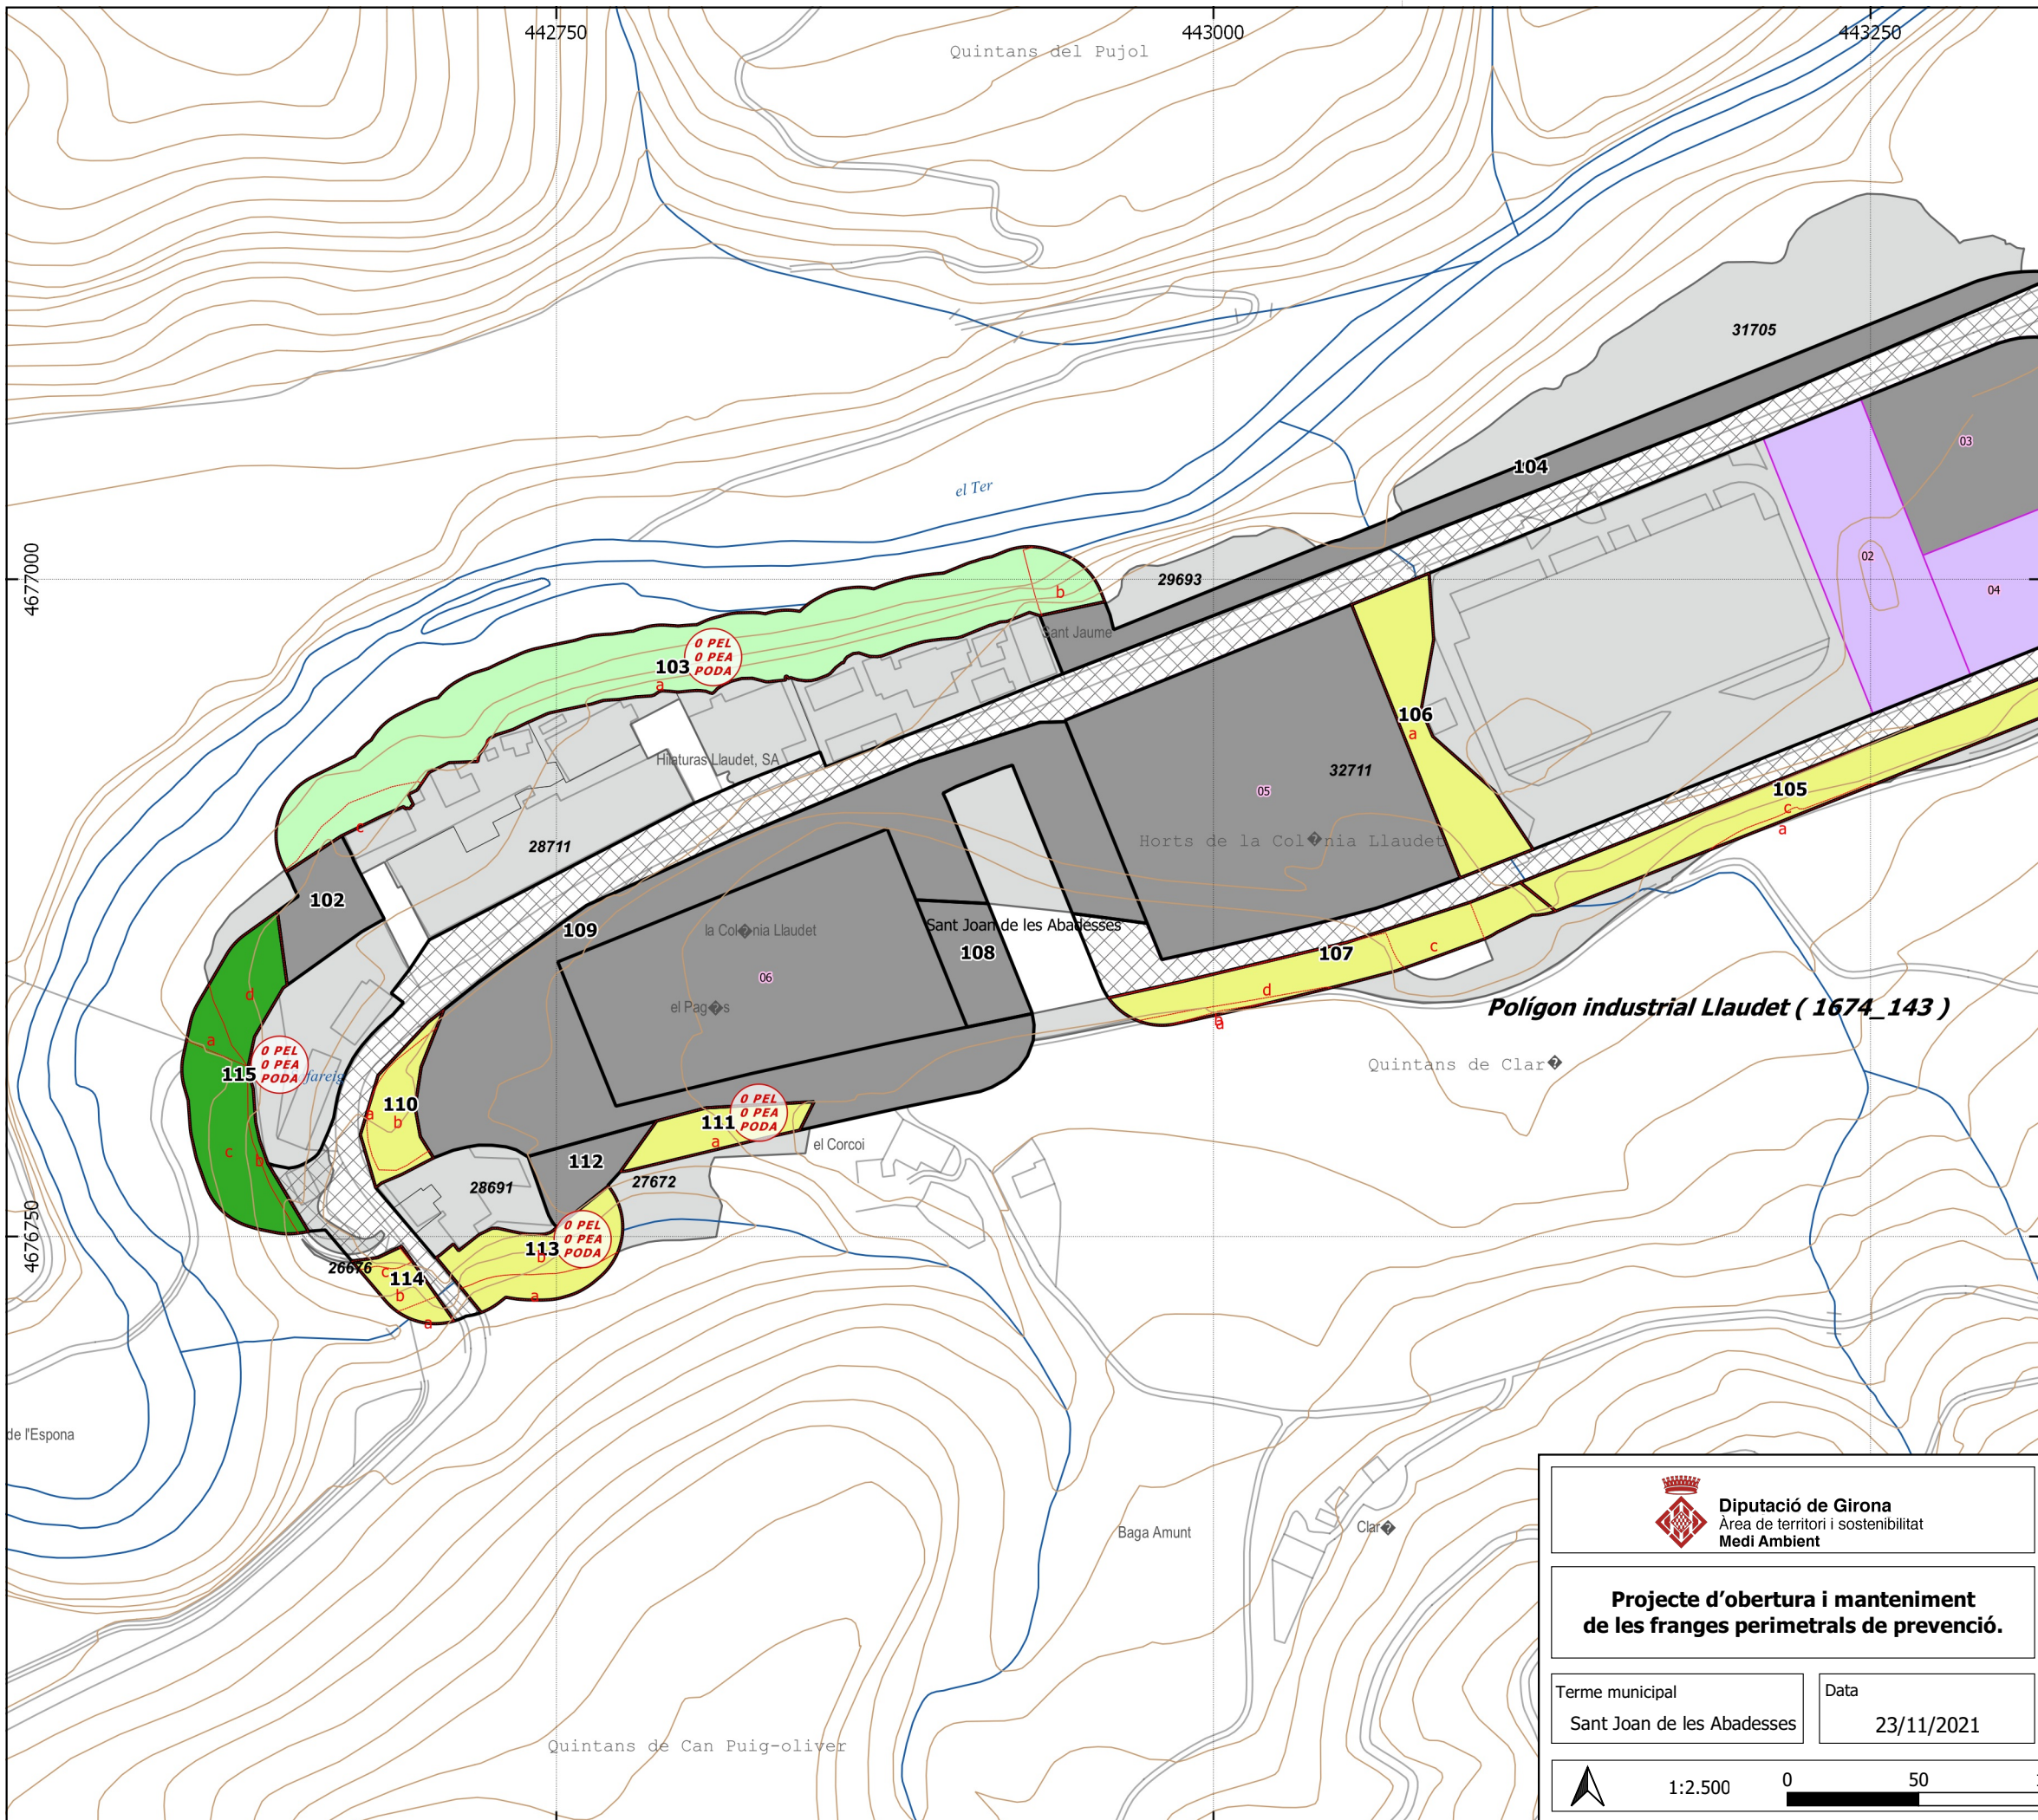 442750
443000
443250
Quintans del Pujol
31705
03
104
el Ter
02
4677000
29693
04
b
Sant Jaume
0 PEL
0 PEA
PODA
103
a
106
a
Hilaturas Llaudet, SA
32711
05
105
c
a
e
28711
Horts de la Col�nia Llaudet
102
109
la Col�nia Llaudet
Sant Joan de les Abadesses
108
107
c
06
d
d
el Pag�s
b
a
Polígon industrial Llaudet ( 1674_143 )
a
0 PEL
0 PEA
PODA
115
fareig
Quintans de Clar�
110
a
b
0 PEL
0 PEA
PODA
111
a
el Corcoi
c
b
112
28691
27672
4676750
0 PEL
0 PEA
PODA
113
b
26676
c
114
b
a
a
de l'Espona
Baga Amunt
Clar�
Quintans de Can Puig-oliver
Diputació de Girona
Àrea de territori i sostenibilitat
Medi Ambient
Projecte d’obertura i manteniment
de les franges perimetrals de prevenció.
Terme municipal
Sant Joan de les Abadesses
Data
23/11/2021
1:2.500
0
50